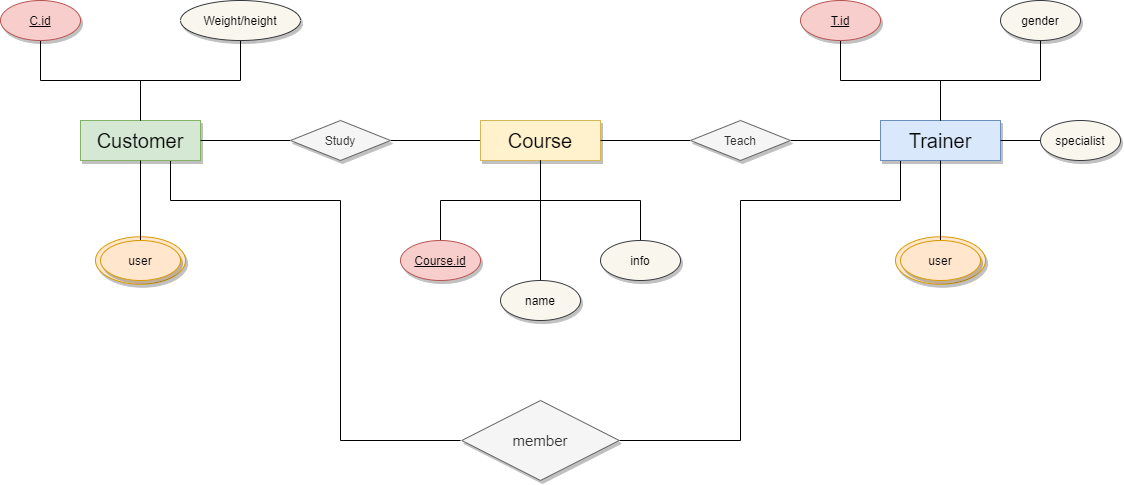 C.id
Weight/height
T.id
gender
Customer
Study
Course
Teach
Trainer
specialist
user
Course.id
info
user
name
member